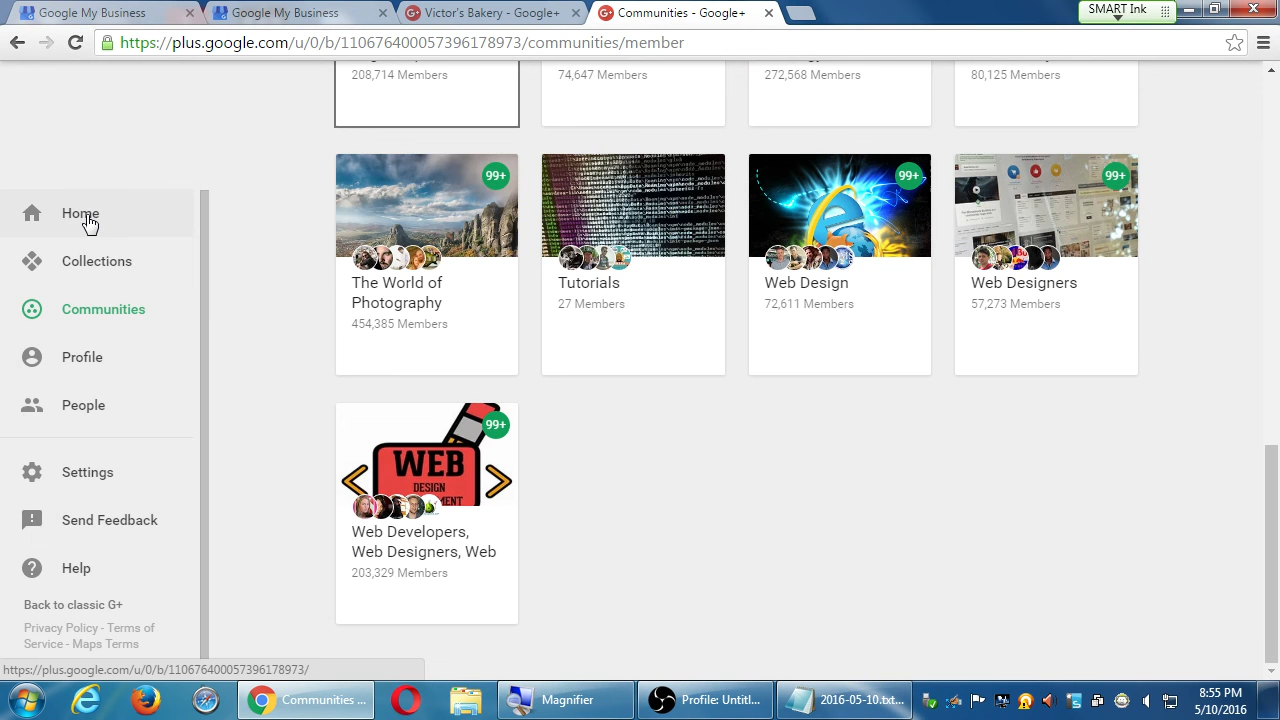 Google My Business
Google My Business
Victor's Bakery - Google+
Communities - Google+
SMART Ink
https://plus.google.com/u/0/b/110676400057396178973/communities/member
208,714 Members
74,647 Members
272,568 Members
80,125 Members
Home
Collections
Communities
Profile
People
Settings
Send Feedback
Help
Back to classic G+
Privacy Policy - Terms of
Service - Maps Terms
99+
The World of
Photography
454,385 Members
Tutorials
27 Members
99+
Web Design
72,611 Members
99+
Web Designers
57,273 Members
99+
WEB
DESIGN
Web Developers,
Web Designers, Web
203,329 Members
https://plus.google.com/u/0/b/110676400057396178973/
Communities ...
Magnifier
Profile: Untitl...
2016-05-10.txt...
8:55 PM
5/10/2016